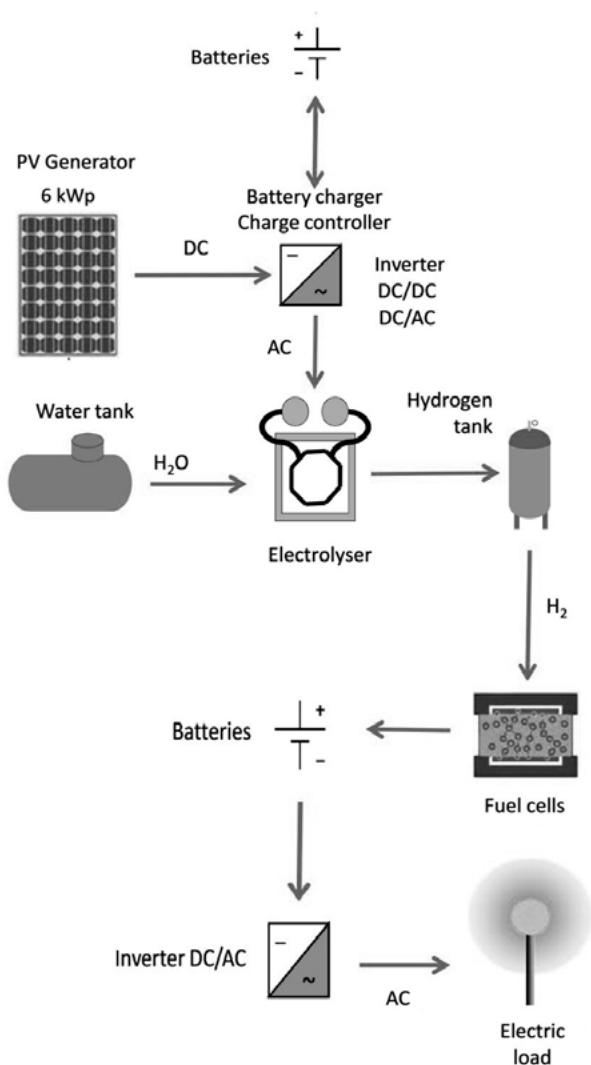 Batteries
+
−
PV Generator
6 kWp
Battery charger
Charge controller
DC
−
~
Inverter
DC/DC
DC/AC
AC
Water tank
H₂O
Hydrogen
tank
Electrolyser
H₂
Batteries
+
−
Fuel cells
Inverter DC/AC
−
~
AC
Electric
load